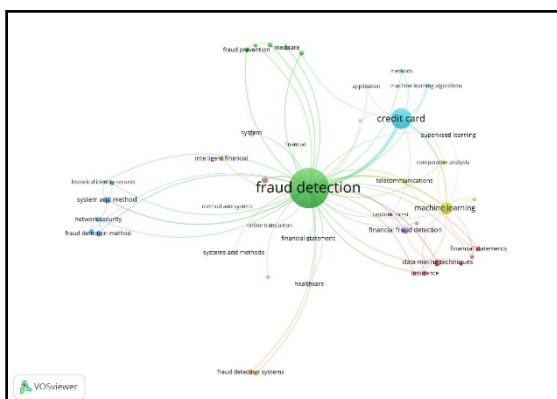 fraud prevention
medicare
methods
application
machine learning algorithms
credit card
system
financial
supervised learning
intelligent financial
comparative analysis
telecommunications
historical identity records
fraud detection
system and method
method and system
machine learning
random forest
network security
online transaction
financial fraud detection
fraud detection method
financial statement
financial statements
systems and methods
data mining techniques
insurance
healthcare
fraud detection systems
VOSviewer